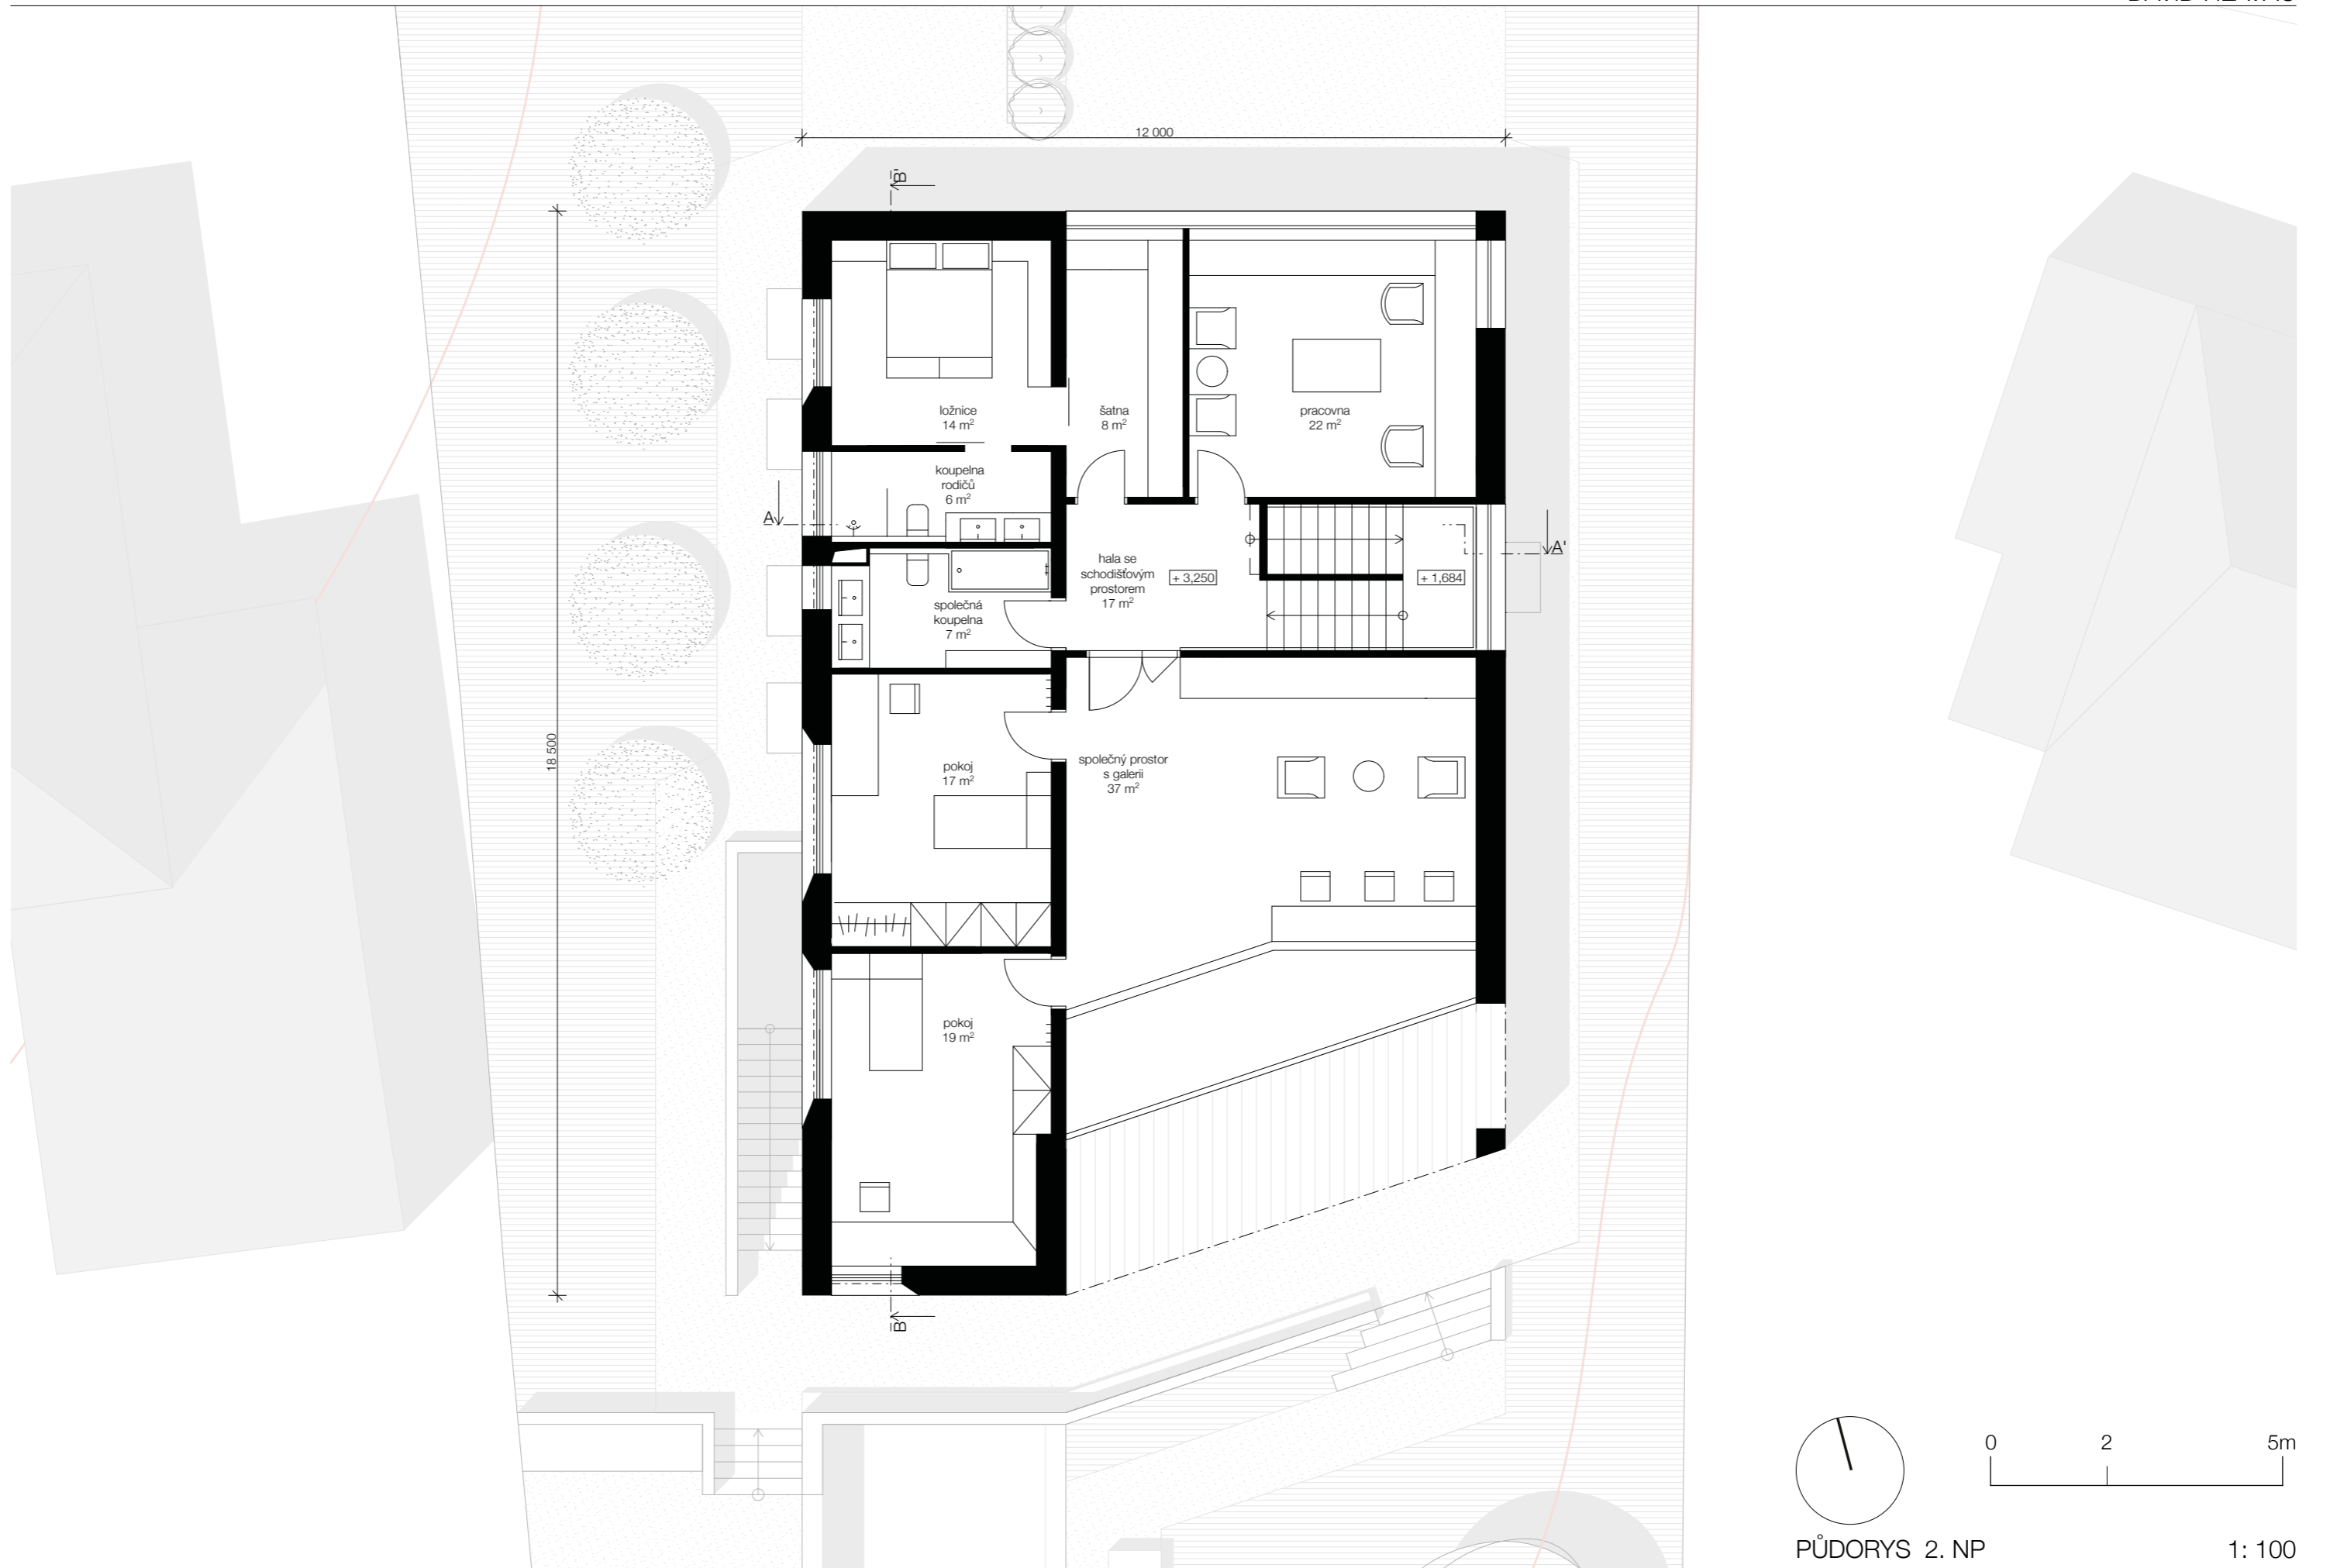 12 000
B'
ložnice
14 m²
šatna
8 m²
pracovna
22 m²
koupelna
rodičů
6 m²
A
A'
hala se
schodišťovým
prostorem
17 m²
+ 3,250
+ 1,684
společná
koupelna
7 m²
18 500
pokoj
17 m²
společný prostor
s galerii
37 m²
pokoj
19 m²
B
0 2 5m
PŮDORYS 2. NP 1: 100